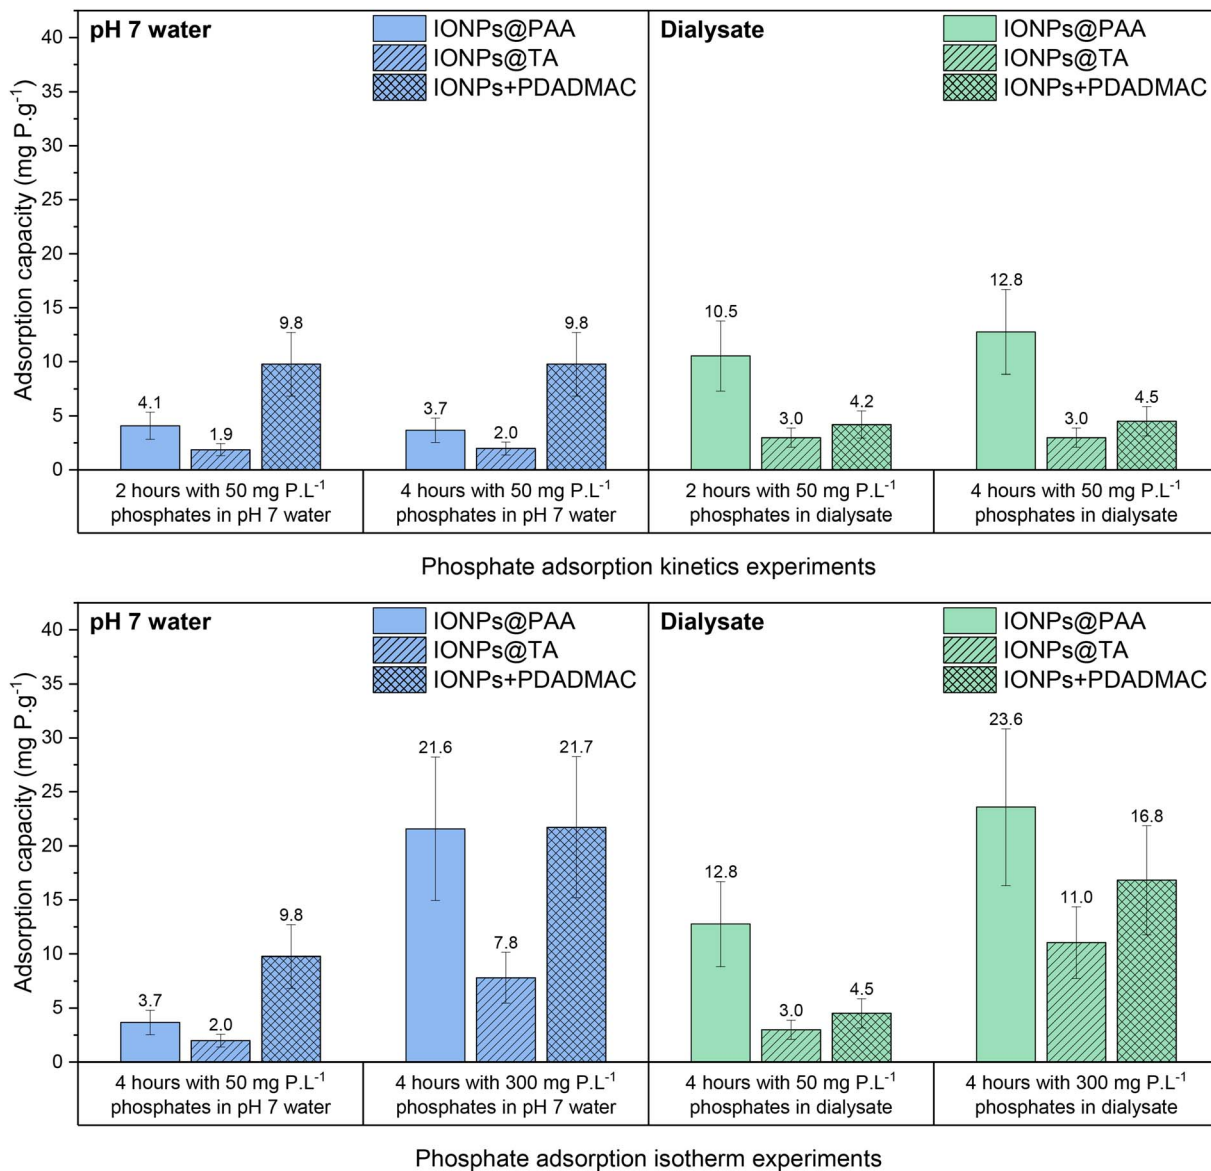 pH 7 water
IONPs@PAA
IONPs@TA
IONPs+PDADMAC
Dialysate
IONPs@PAA
IONPs@TA
IONPs+PDADMAC
Adsorption capacity (mg P.g⁻¹)
40
35
30
25
20
15
10
5
0
4.1
1.9
9.8
3.7
2.0
9.8
10.5
3.0
4.2
12.8
3.0
4.5
2 hours with 50 mg P.L⁻¹
phosphates in pH 7 water
4 hours with 50 mg P.L⁻¹
phosphates in pH 7 water
2 hours with 50 mg P.L⁻¹
phosphates in dialysate
4 hours with 50 mg P.L⁻¹
phosphates in dialysate
Phosphate adsorption kinetics experiments
pH 7 water
IONPs@PAA
IONPs@TA
IONPs+PDADMAC
Dialysate
IONPs@PAA
IONPs@TA
IONPs+PDADMAC
Adsorption capacity (mg P.g⁻¹)
40
35
30
25
20
15
10
5
0
3.7
2.0
9.8
21.6
7.8
21.7
12.8
3.0
4.5
23.6
11.0
16.8
4 hours with 50 mg P.L⁻¹
phosphates in pH 7 water
4 hours with 300 mg P.L⁻¹
phosphates in pH 7 water
4 hours with 50 mg P.L⁻¹
phosphates in dialysate
4 hours with 300 mg P.L⁻¹
phosphates in dialysate
Phosphate adsorption isotherm experiments